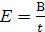 E = B/t